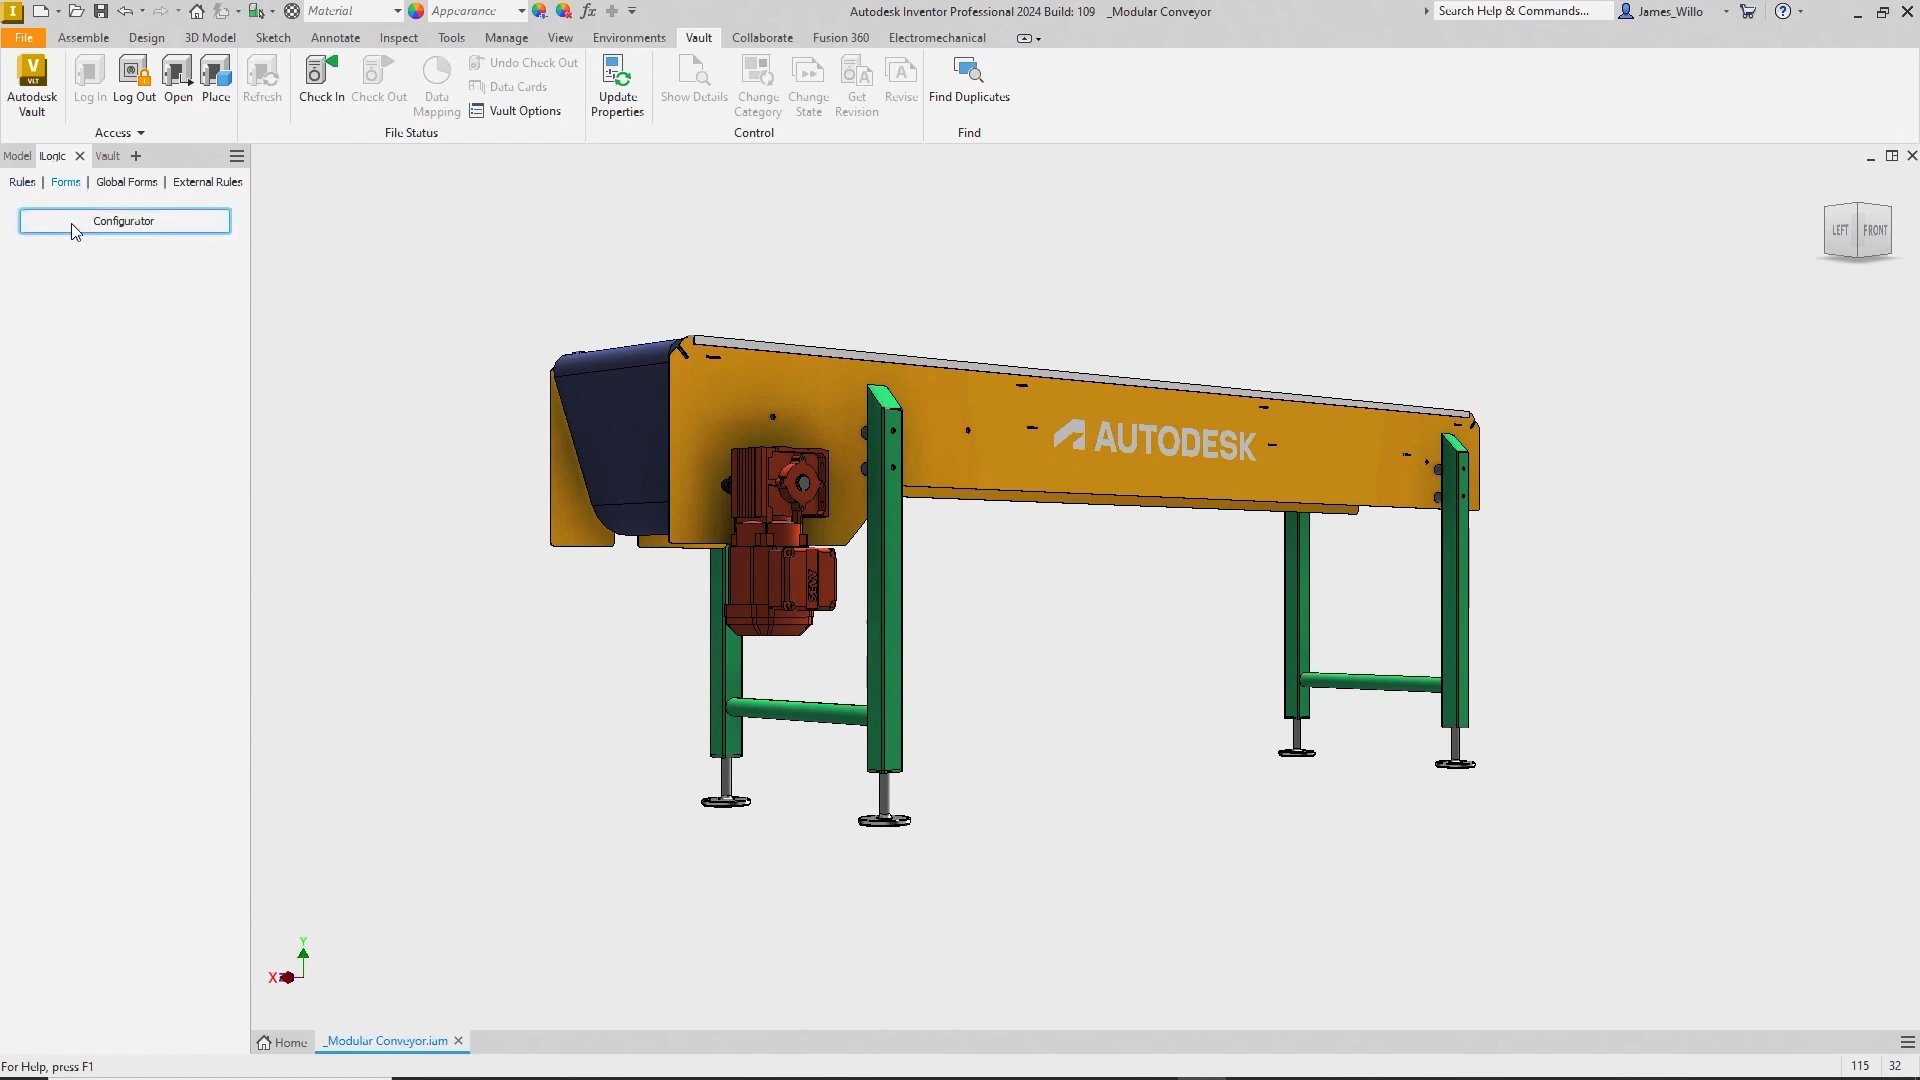 Material
Appearance
fx
Autodesk Inventor Professional 2024 Build: 109 _Modular Conveyor
Search Help & Commands...
James_Willo
File
Assemble
Design
3D Model
Sketch
Annotate
Inspect
Tools
Manage
View
Environments
Vault
Collaborate
Fusion 360
Electromechanical
V
VLT
Autodesk
Vault
Log In
Log Out
Open
Place
Refresh
Access
Check In
Check Out
Data
Mapping
Undo Check Out
Data Cards
Vault Options
File Status
Update
Properties
Show Details
Change
Category
Change
State
Get
Revision
Revise
Control
Find Duplicates
Find
Model
iLogic
Vault
Rules | Forms | Global Forms | External Rules
Configurator
LEFT
FRONT
AUTODESK
SEW
Y
X
Home
_Modular Conveyor.iam
For Help, press F1
115
32